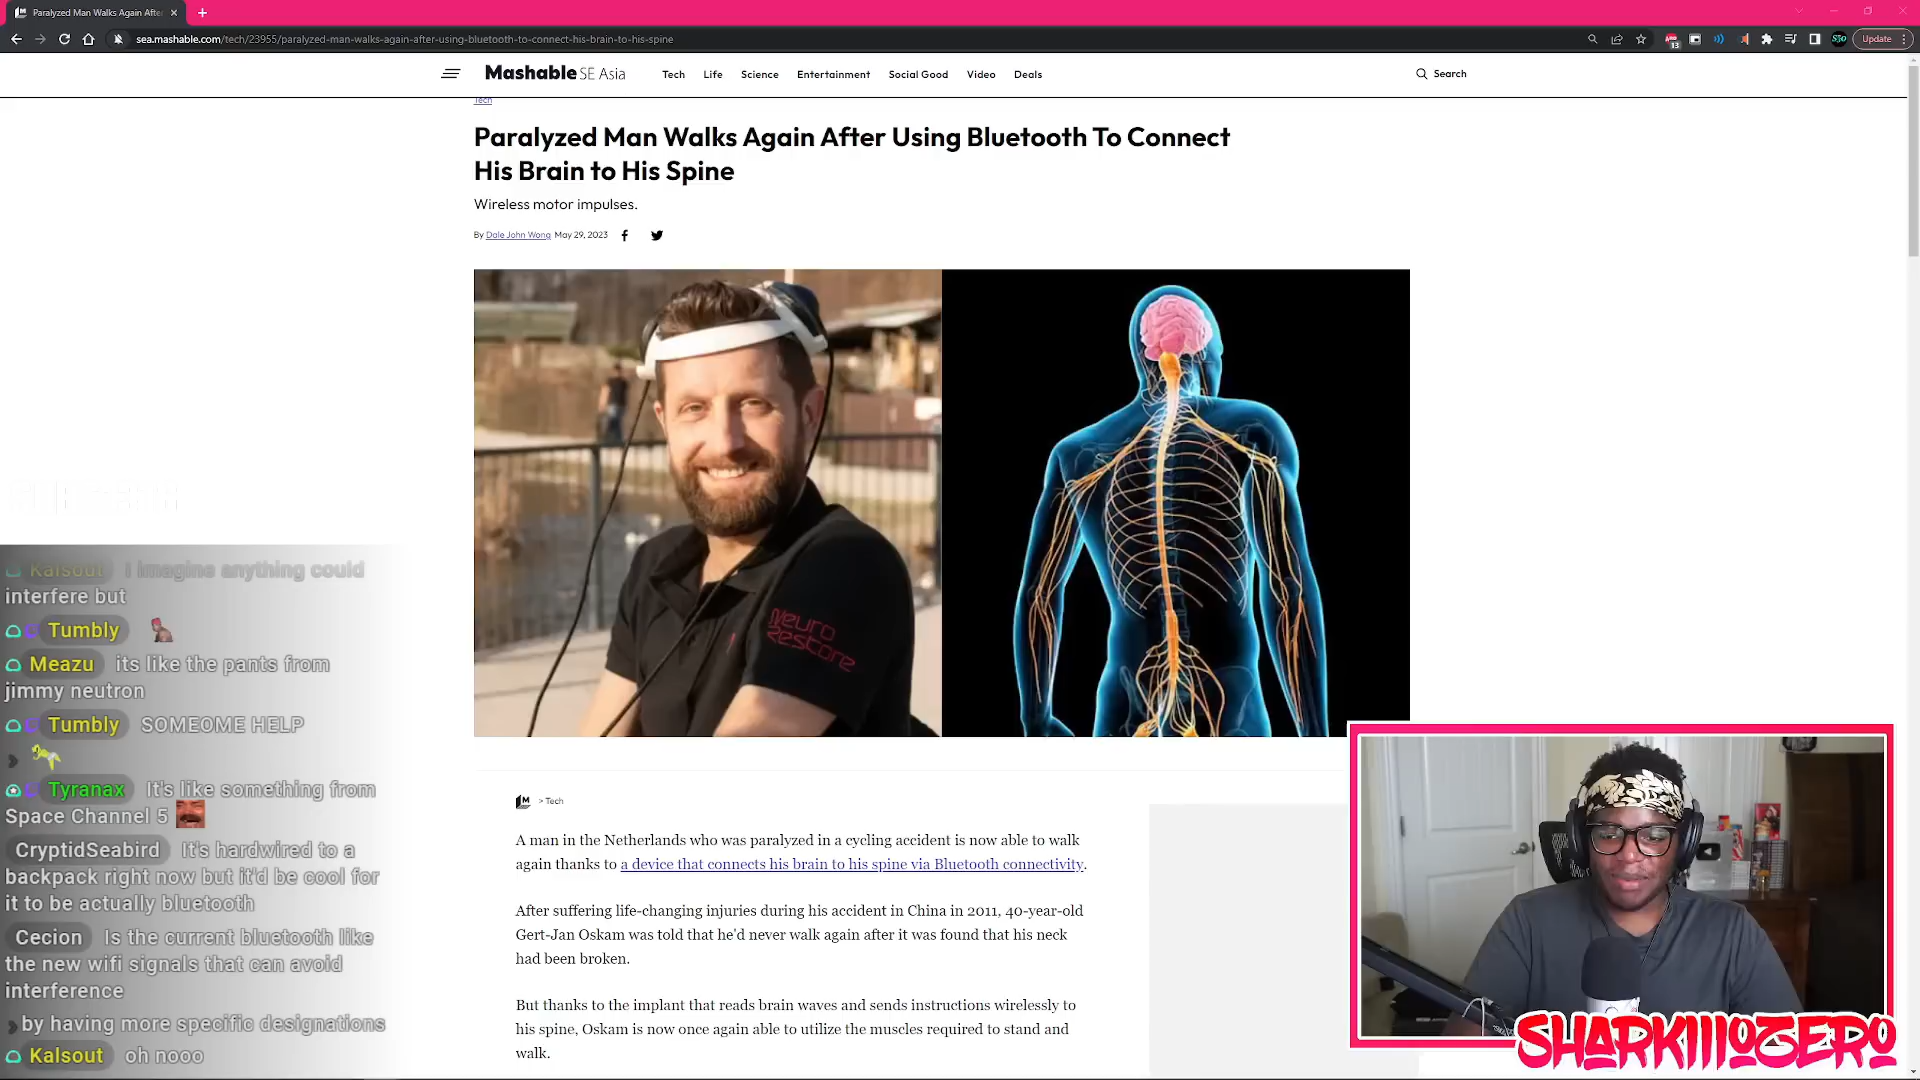 Paralyzed Man Walks Again After
sea.mashable.com/tech/23955/paralyzed-man-walks-again-after-using-bluetooth-to-connect-his-brain-to-his-spine
13
Update
Mashable SE Asia
Tech
Life
Science
Entertainment
Social Good
Video
Deals
Search
Tech
Paralyzed Man Walks Again After Using Bluetooth To Connect
His Brain to His Spine
Wireless motor impulses.
By Dale John Wong May 29, 2023
Neuro
Restore
> Tech
A man in the Netherlands who was paralyzed in a cycling accident is now able to walk
again thanks to a device that connects his brain to his spine via Bluetooth connectivity.
After suffering life-changing injuries during his accident in China in 2011, 40-year-old
Gert-Jan Oskam was told that he'd never walk again after it was found that his neck
had been broken.
But thanks to the implant that reads brain waves and sends instructions wirelessly to
his spine, Oskam is now once again able to utilize the muscles required to stand and
walk.
Kalsout I imagine anything could
interfere but
Tumbly
Meazu its like the pants from
jimmy neutron
Tumbly SOMEOME HELP
Tyranax It's like something from
Space Channel 5
CryptidSeabird It's hardwired to a
backpack right now but it'd be cool for
it to be actually bluetooth
Cecion Is the current bluetooth like
the new wifi signals that can avoid
interference
by having more specific designations
Kalsout oh nooo
SHARKIIIOZERO